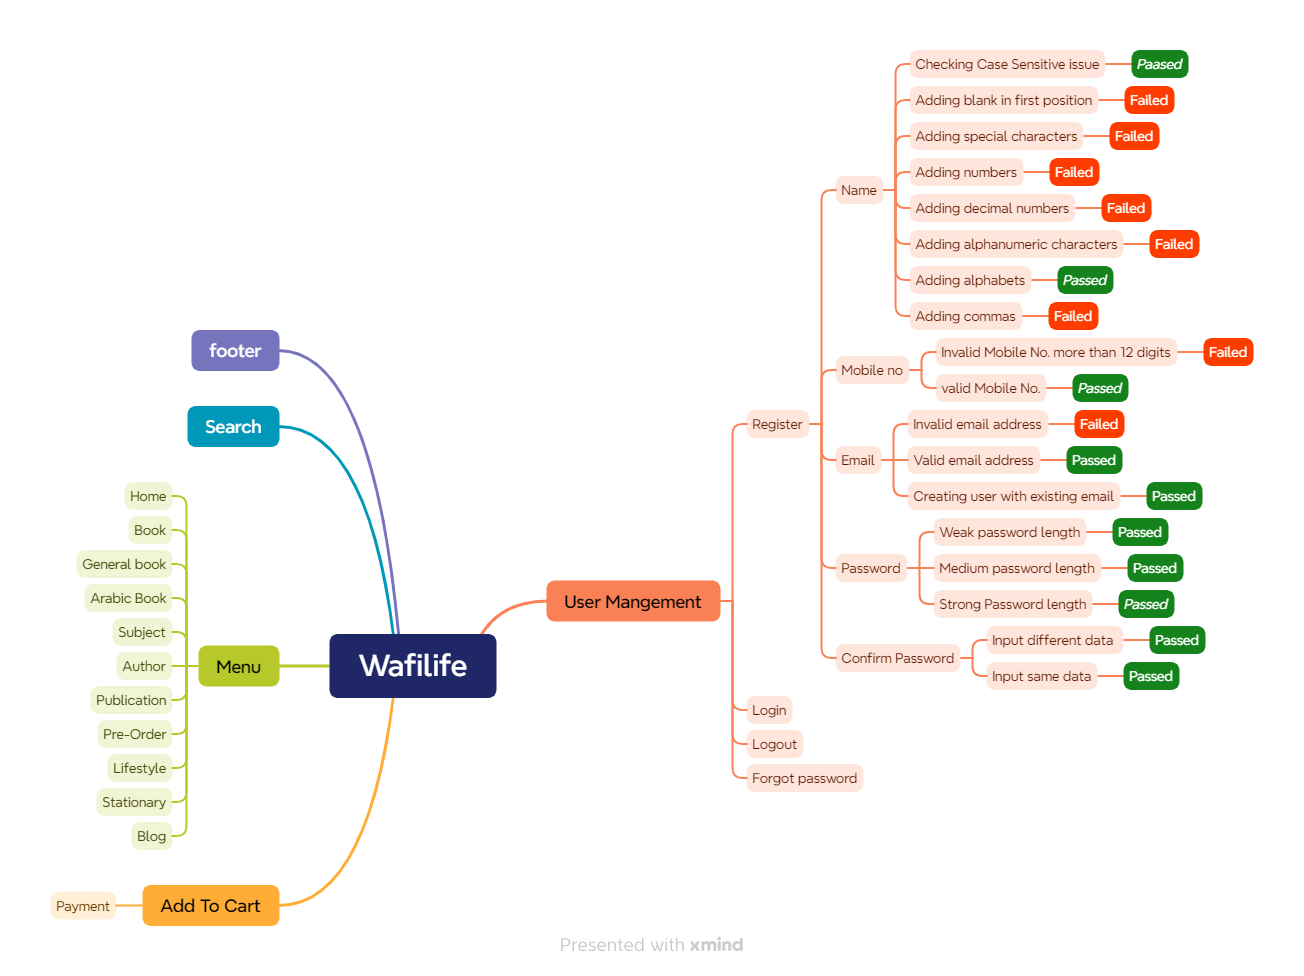 Wafilife
User Mangement
Register
Name
Checking Case Sensitive issue
Paased
Adding blank in first position
Failed
Adding special characters
Failed
Adding numbers
Failed
Adding decimal numbers
Failed
Adding alphanumeric characters
Failed
Adding alphabets
Passed
Adding commas
Failed
Mobile no
Invalid Mobile No. more than 12 digits
Failed
valid Mobile No.
Passed
Email
Invalid email address
Failed
Valid email address
Passed
Creating user with existing email
Passed
Password
Weak password length
Passed
Medium password length
Passed
Strong Password length
Passed
Confirm Password
Input different data
Passed
Input same data
Passed
Login
Logout
Forgot password
footer
Search
Menu
Home
Book
General book
Arabic Book
Subject
Author
Publication
Pre-Order
Lifestyle
Stationary
Blog
Add To Cart
Payment
Presented with xmind